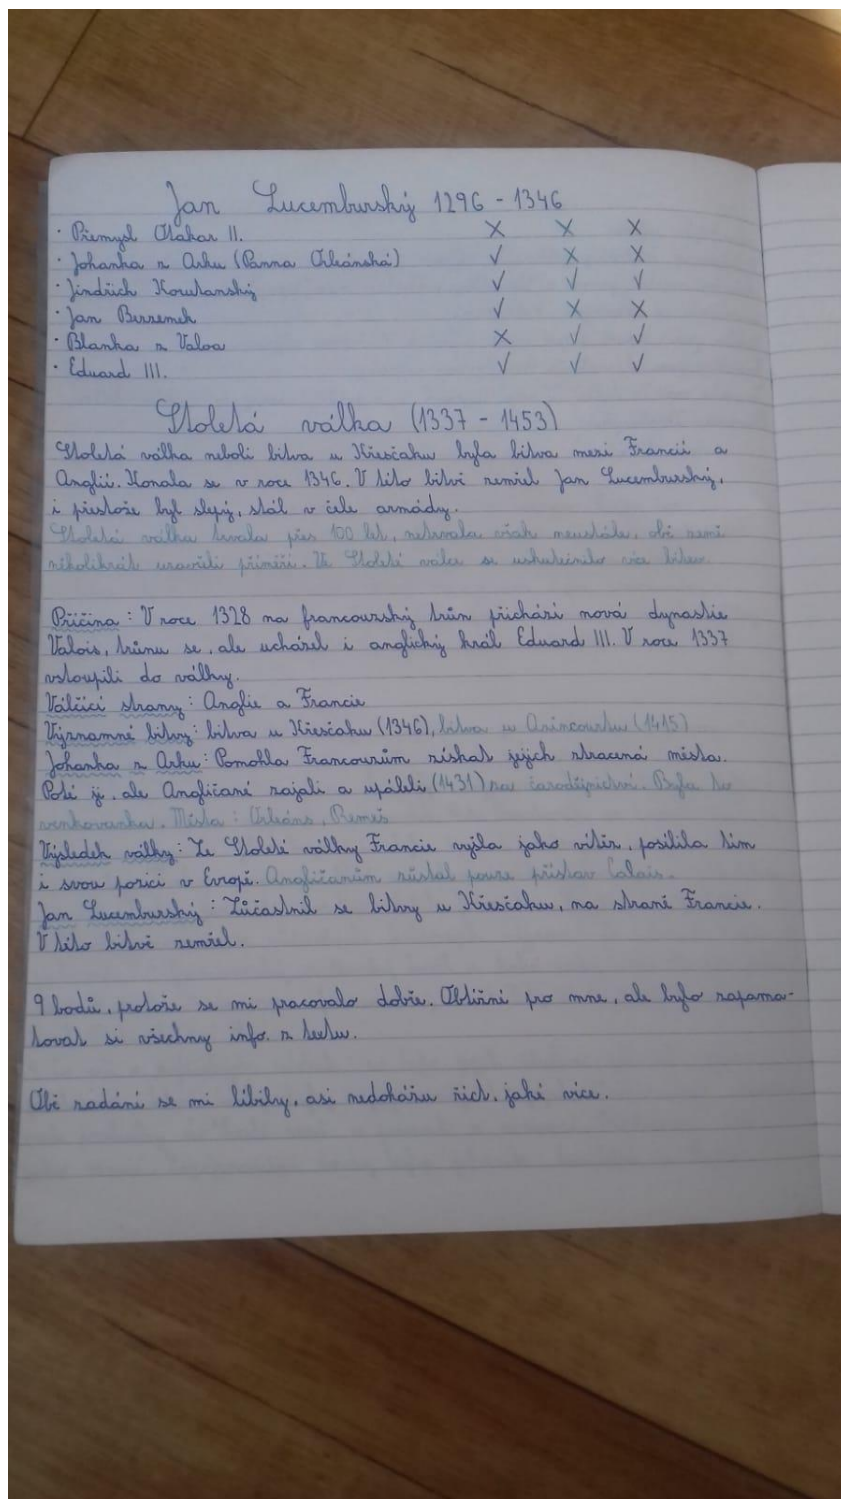 Jan Lucemburský 1296 - 1346
· Přemysl Otakar II. X X X
· Johanka z Arku (Panna Orleánská) ✓ X X
· Jindřich Korutanský ✓ ✓ ✓
· Jan Bezzemek ✓ X X
· Blanka z Valoa X ✓ ✓
· Eduard III. ✓ ✓ ✓
Stoletá válka (1337 - 1453)
Stoletá válka neboli bitva u Kresčaku byla bitva mezi Francií a
Anglií. Konala se v roce 1346. V této bitvě zemřel Jan Lucemburský,
i přestože byl slepý, stál v čele armády.
Stoletá válka trvala přes 100 let, netrvala však neustále, obě země
několikrát uzavřeli příměří. Ve Stoleté válce se uskutečnilo více bitev.
Příčina: V roce 1328 na francouzský trůn přichází nová dynastie
Valois, trůnu se, ale ucházel i anglický král Eduard III. V roce 1337
vstoupili do války.
Válčící strany: Anglie a Francie
Významné bitvy: bitva u Kresčaku (1346), bitva u Azincourtu (1415)
Johanka z Arku: Pomohla Francouzům získat jejich ztracená města.
Poté ji, ale Angličané zajali a upálili (1431) za čarodějnictví. Byla to
venkovanka. Města: Orleáns, Remeš
Výsledek války: Ze Stoleté války Francie vyšla jako vítěz, posílila tím
i svou pozici v Evropě. Angličanům zůstal pouze přístav Calais.
Jan Lucemburský: Zúčastnil se bitvy u Kresčaku, na straně Francie.
V této bitvě zemřel.
9 bodů, protože se mi pracovalo dobře. Obtížné pro mne, ale bylo zapama-
tovat si všechny info. z textu.
Obě zadání se mi líbily, asi nedokážu říct, jaké více.